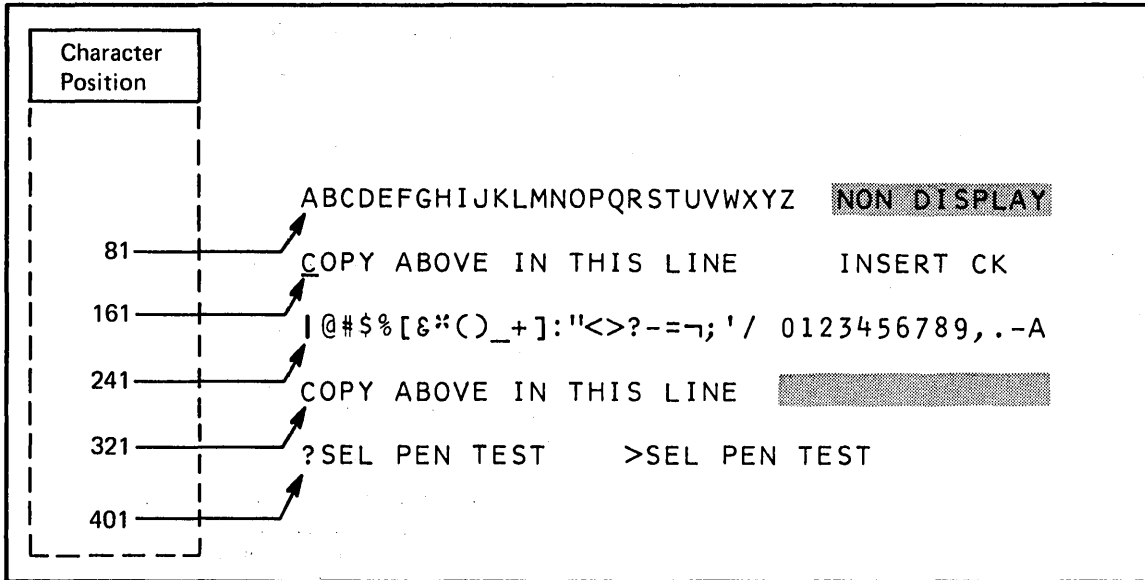 Character
Position
ABCDEFGHIJKLMNOPQRSTUVWXYZ NON DISPLAY
81
COPY ABOVE IN THIS LINE INSERT CK
161
|@#$%[&*()_+]:"<>?-=¬;'/ 0123456789,.-A
241
COPY ABOVE IN THIS LINE
321
?SEL PEN TEST >SEL PEN TEST
401